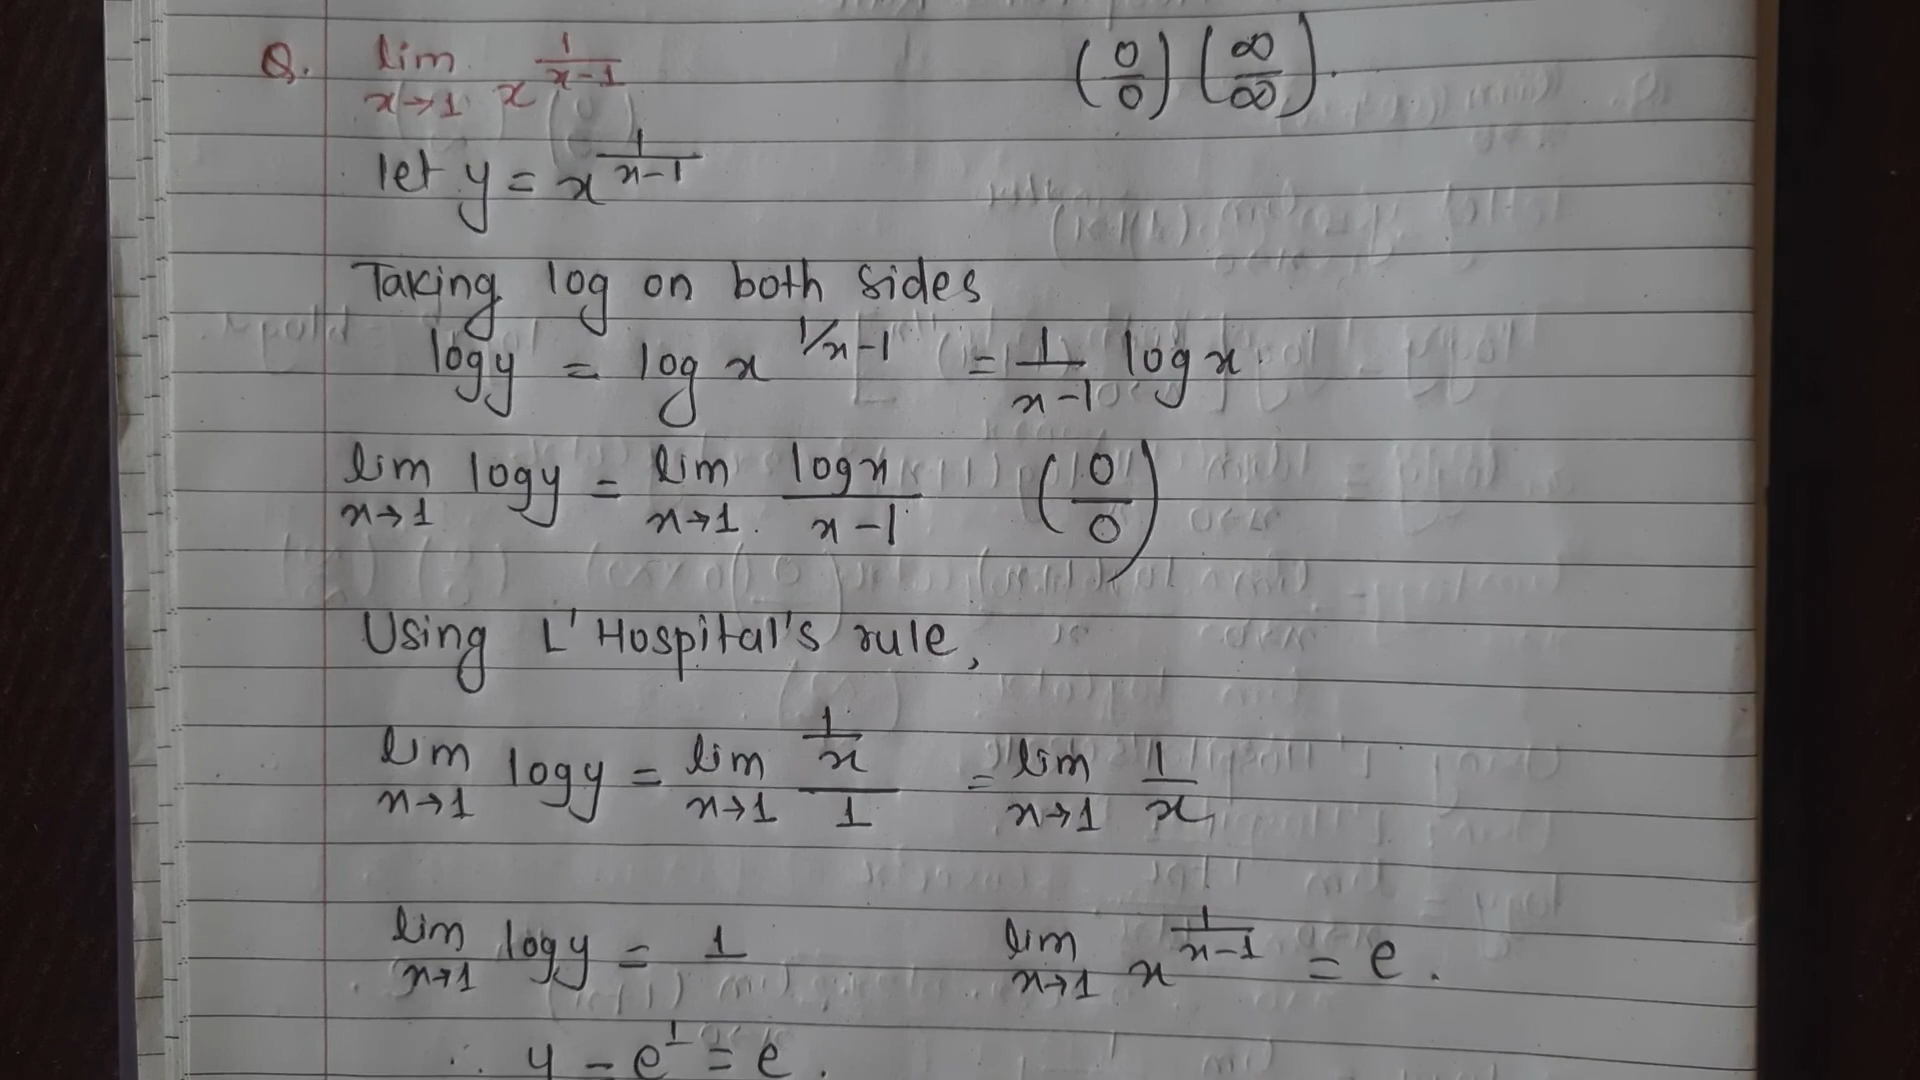 Q. lim x→1 x^(1/(x-1)) (0/0) (∞/∞).
let y = x^(1/(x-1))
Taking log on both sides
log y = log x^(1/x-1) = 1/(x-1) log x
lim x→1 log y = lim x→1 log x/(x-1) (0/0)
Using L'Hospital's rule,
lim x→1 log y = lim x→1 (1/x)/1 = lim x→1 1/x
lim x→1 log y = 1 lim x→1 x^(1/(x-1)) = e.
∴ y = e^1 = e.